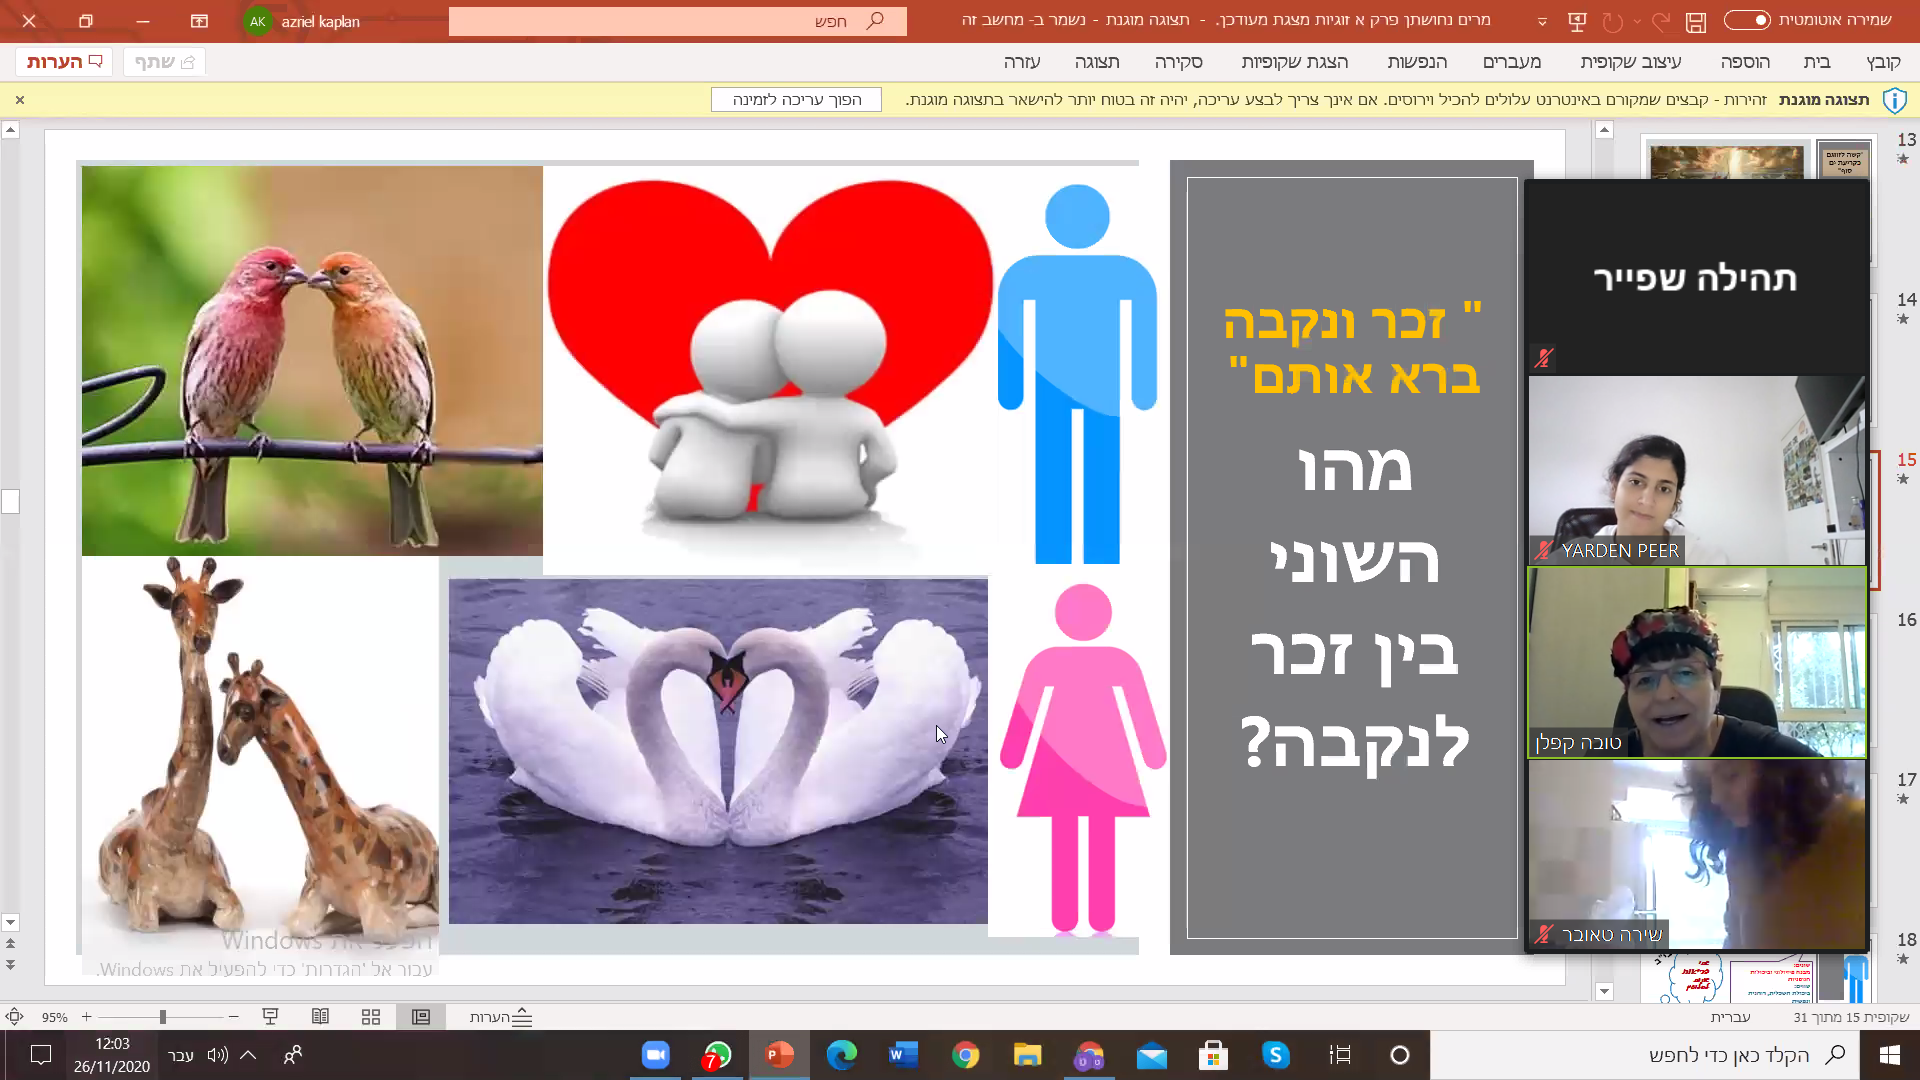 azriel kaplan
AK
חפש
מרים נחושתן פרק א זוגיות מצגת מעודכן. - תצוגה מוגנת - נשמר ב- מחשב זה
שמירה אוטומטית
קובץ בית הוספה עיצוב שקופית מעברים הנפשות הצגת שקופיות סקירה תצוגה עזרה
שתף
הערות
תצוגה מוגנת זהירות - קבצים שמקורם באינטרנט עלולים להכיל וירוסים. אם אינך צריך לבצע עריכה, יהיה זה בטוח יותר להישאר בתצוגה מוגנת.
הפוך עריכה לזמינה
" זכר ונקבה
ברא אותם"
מהו
השוני
בין זכר
לנקבה?
תהילה שפייר
YARDEN PEER
טובה קפלן
שירה טאובר
13
14
15
16
17
18
הפעל את Windows
עבור אל 'הגדרות' כדי להפעיל את Windows.
שקופית 15 מתוך 31
עברית
הערות
95%
הקלד כאן כדי לחפש
7
עבר
12:03
26/11/2020